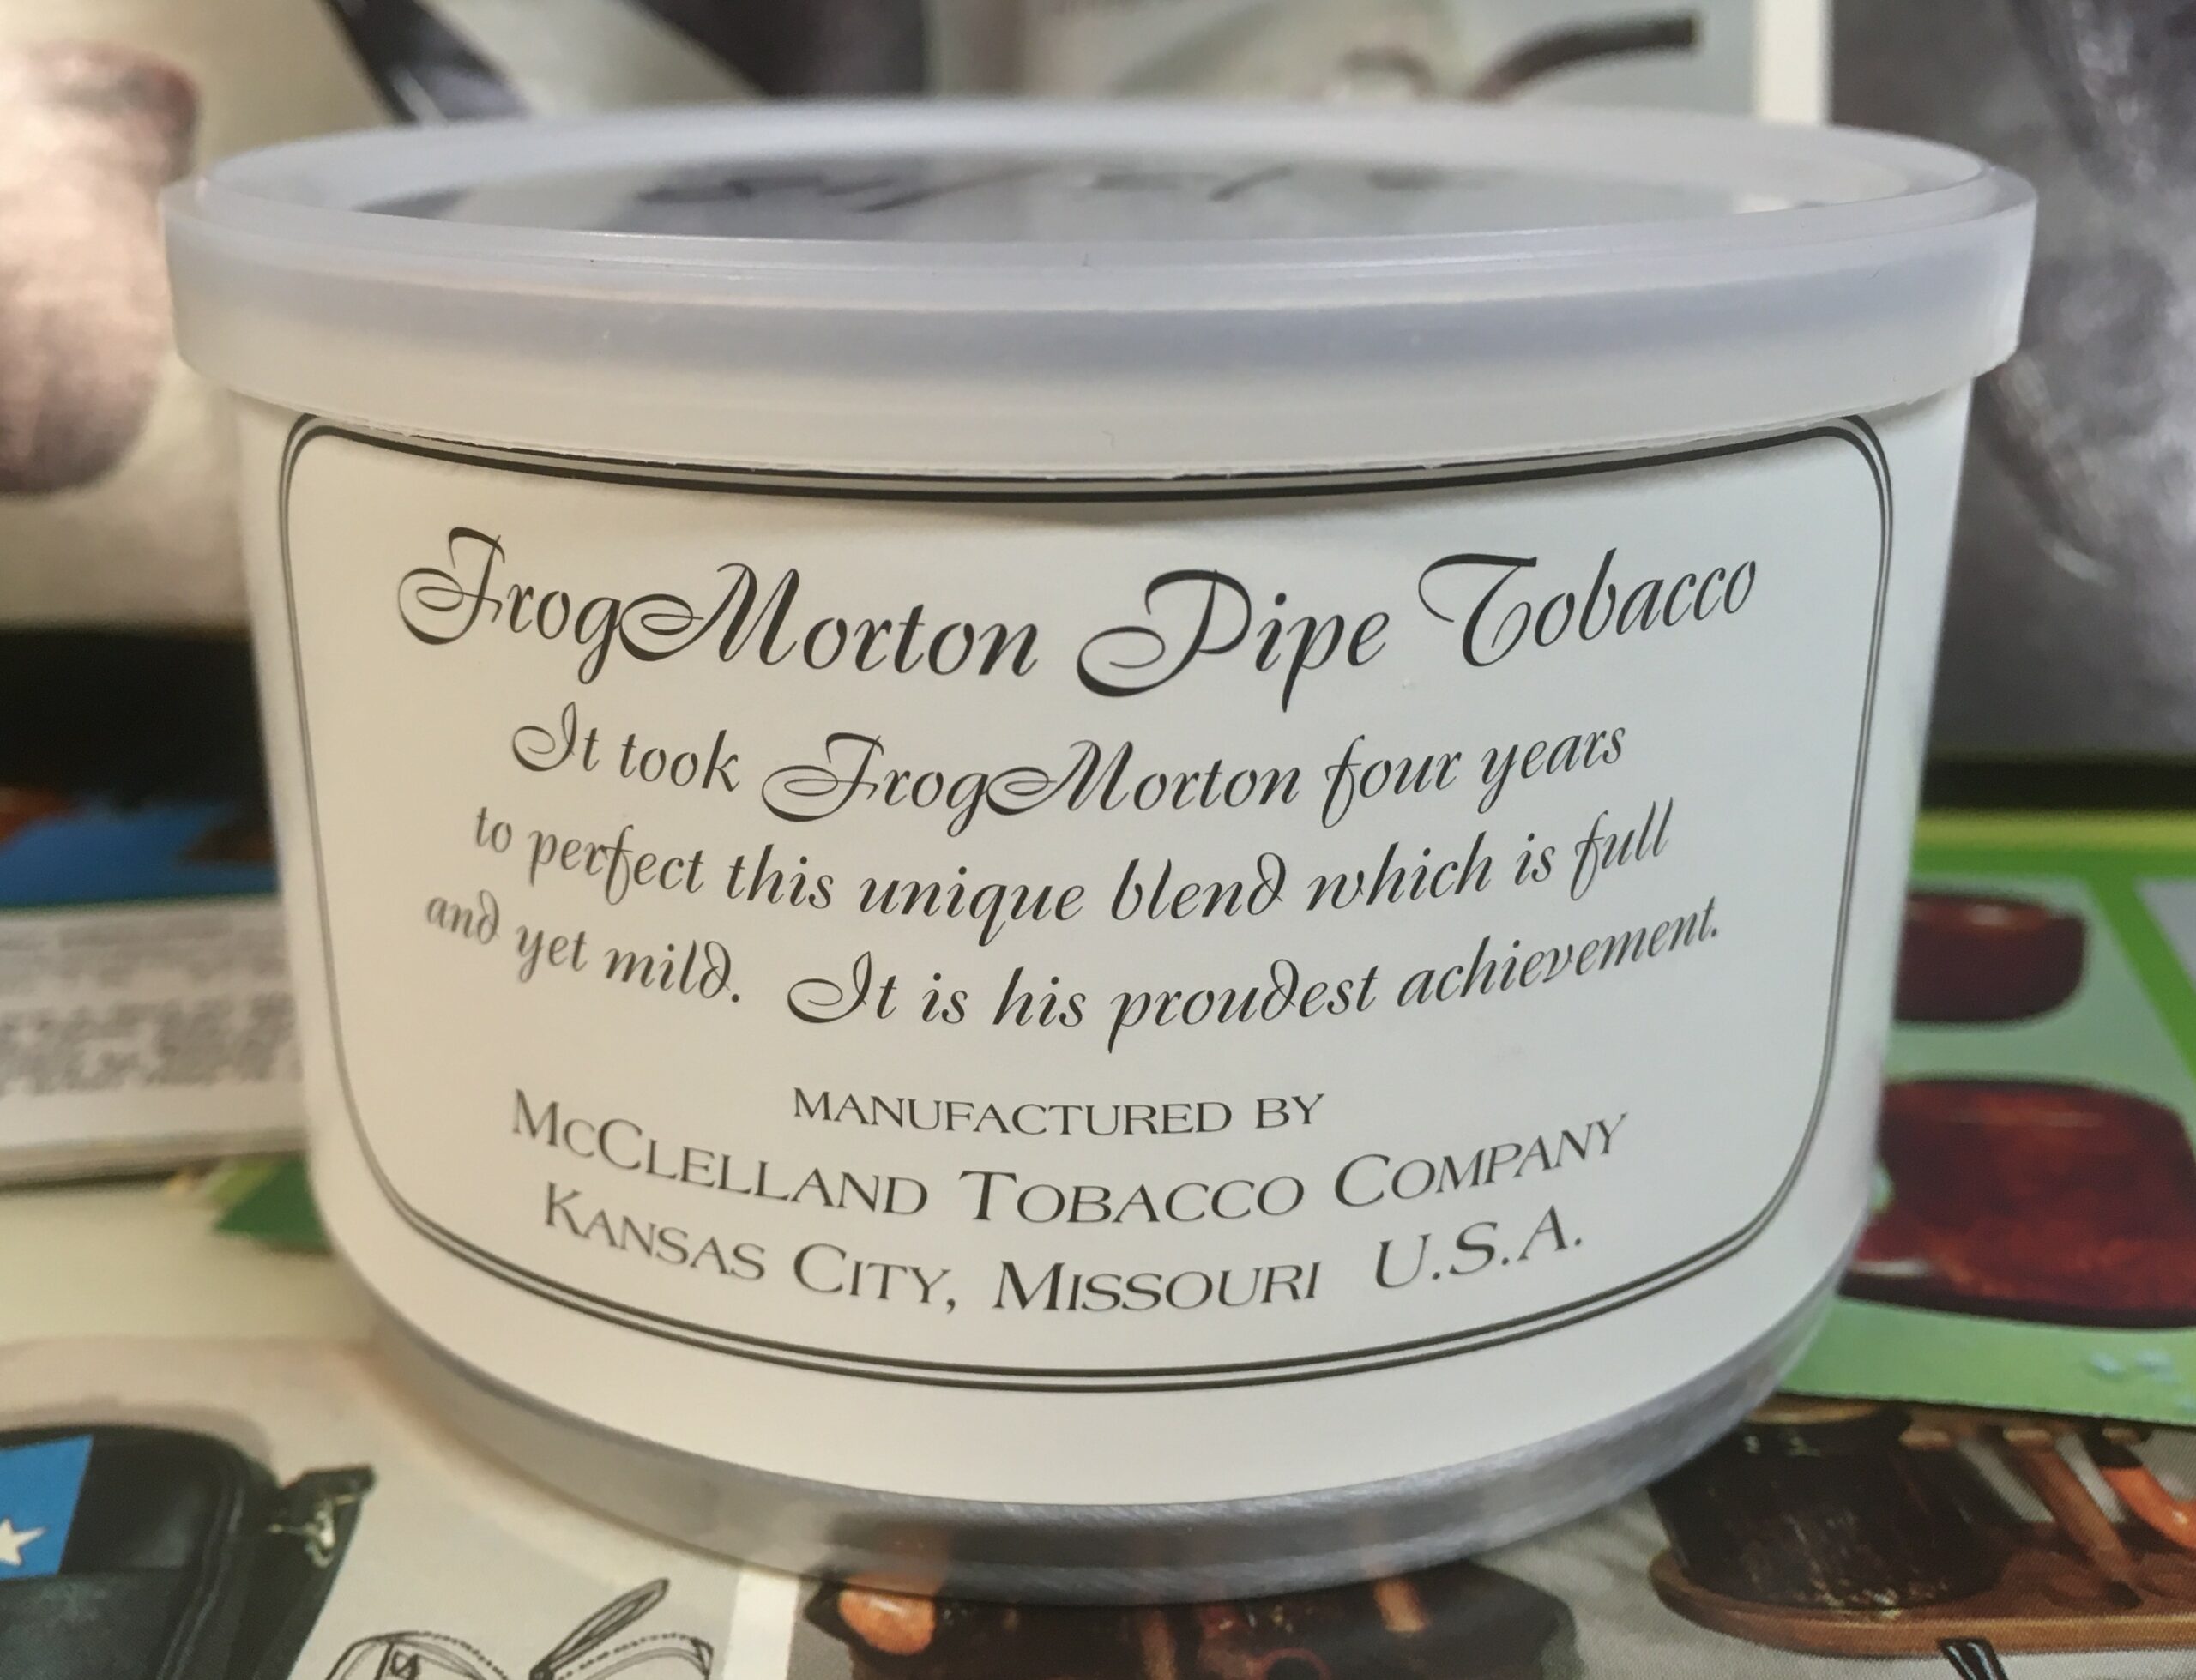 FrogMorton Pipe Tobacco
It took FrogMorton four years
to perfect this unique blend which is full
and yet mild. It is his proudest achievement.
MANUFACTURED BY
MCCLELLAND TOBACCO COMPANY
KANSAS CITY, MISSOURI U.S.A.